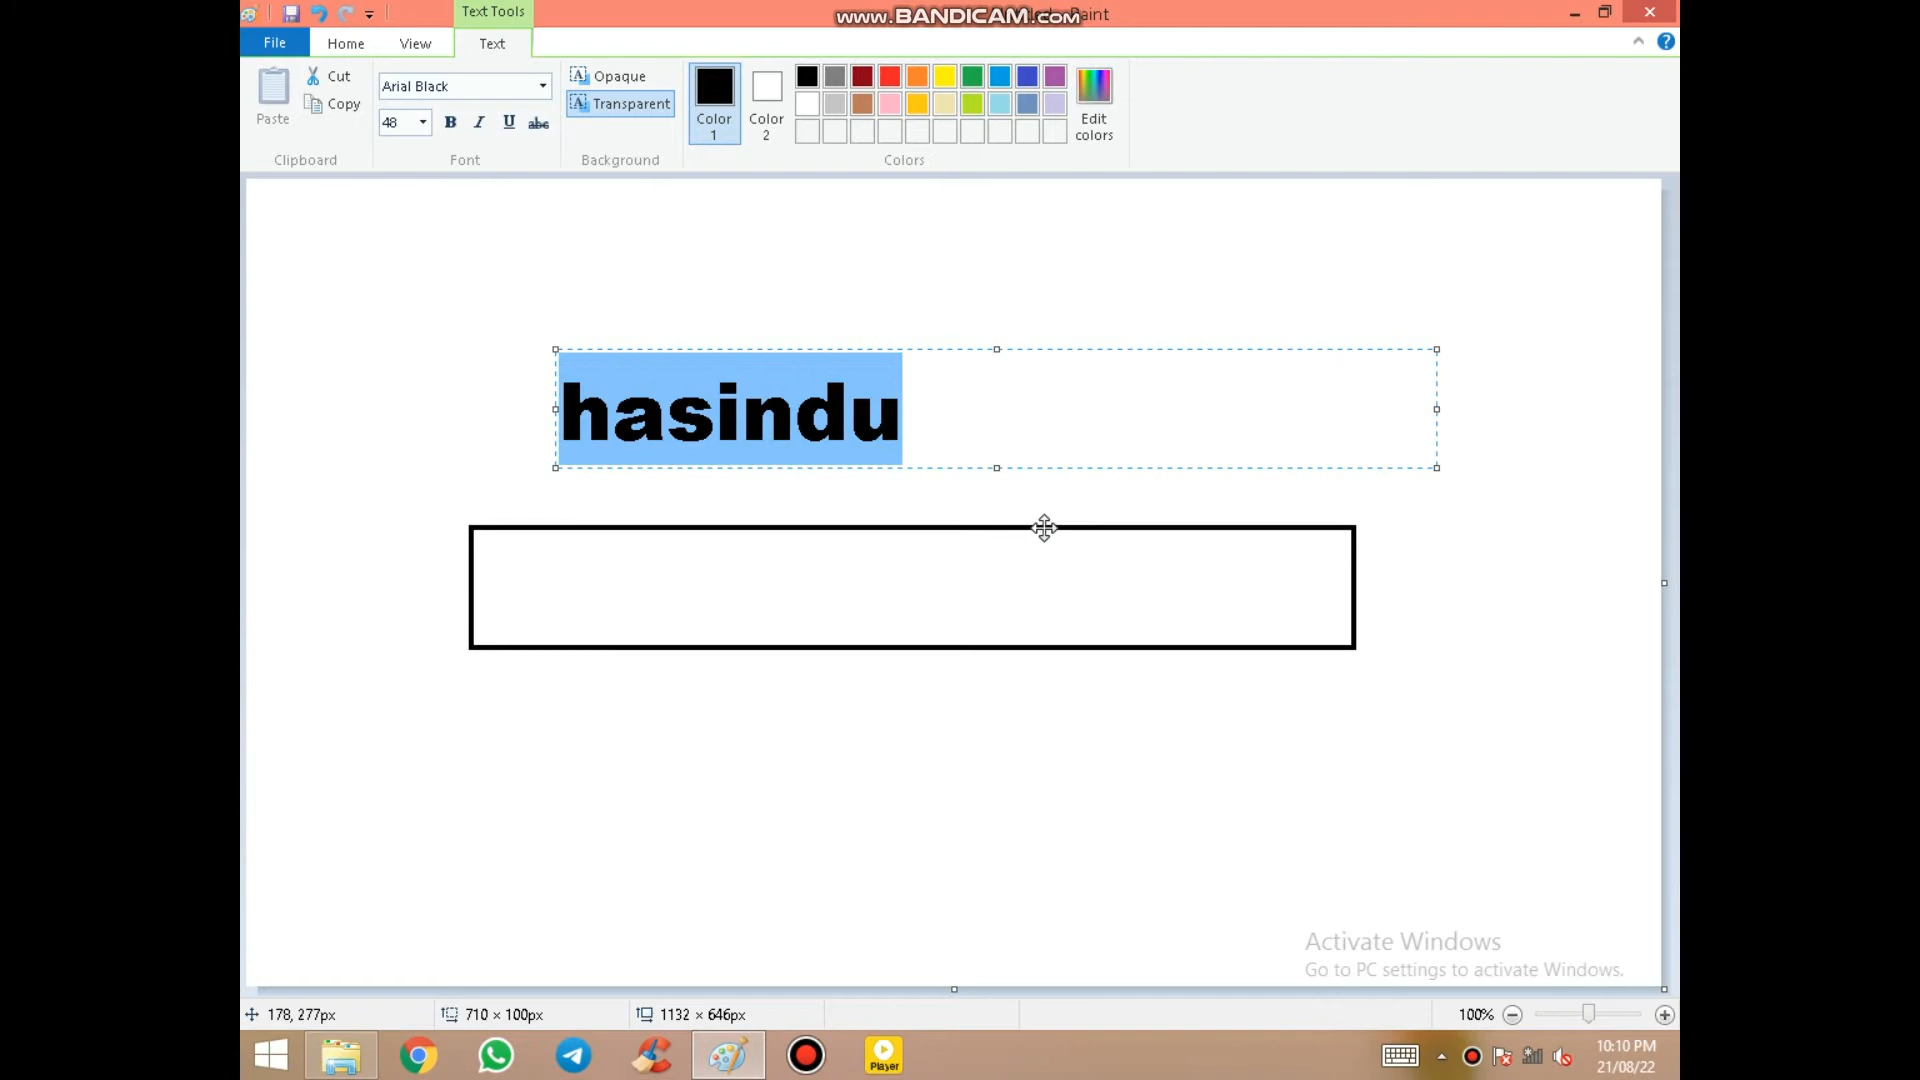 Text Tools
www.BANDICAM.com
Paint
File
Home
View
Text
Paste
Cut
Copy
Clipboard
Arial Black
48
B I U abc
Font
Opaque
Transparent
Background
Color 1
Color 2
Edit colors
Colors
hasindu
Activate Windows
Go to PC settings to activate Windows.
178, 277px
710 × 100px
1132 × 646px
100%
Player
10:10 PM
21/08/22